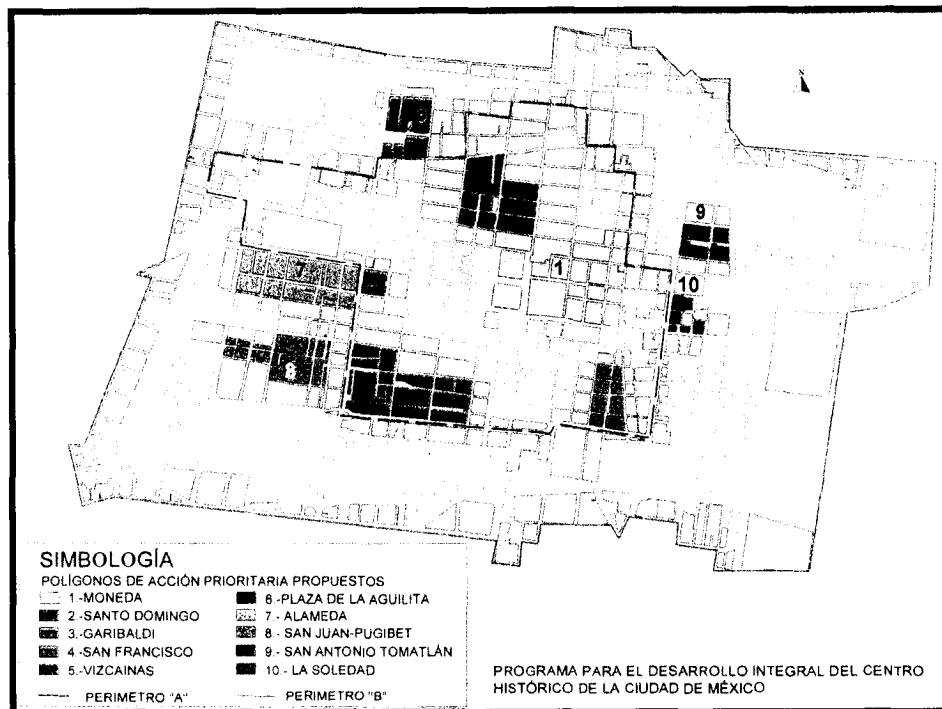 N
3
9
1
7
10
8
SIMBOLOGÍA
POLÍGONOS DE ACCIÓN PRIORITARIA PROPUESTOS
1.-MONEDA
2.-SANTO DOMINGO
3.-GARIBALDI
4.-SAN FRANCISCO
5.-VIZCAINAS
6.-PLAZA DE LA AGUILITA
7.- ALAMEDA
8.- SAN JUAN-PUGIBET
9.- SAN ANTONIO TOMATLÁN
10.- LA SOLEDAD
PERIMETRO "A"
PERIMETRO "B"
PROGRAMA PARA EL DESARROLLO INTEGRAL DEL CENTRO
HISTÓRICO DE LA CIUDAD DE MÉXICO